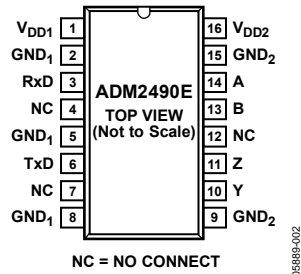 VDD1 1 16 VDD2
GND1 2 15 GND2
RxD 3 14 A
NC 4 13 B
GND1 5 12 NC
TxD 6 11 Z
NC 7 10 Y
GND1 8 9 GND2
ADM2490E
TOP VIEW
(Not to Scale)
NC = NO CONNECT
05889-002